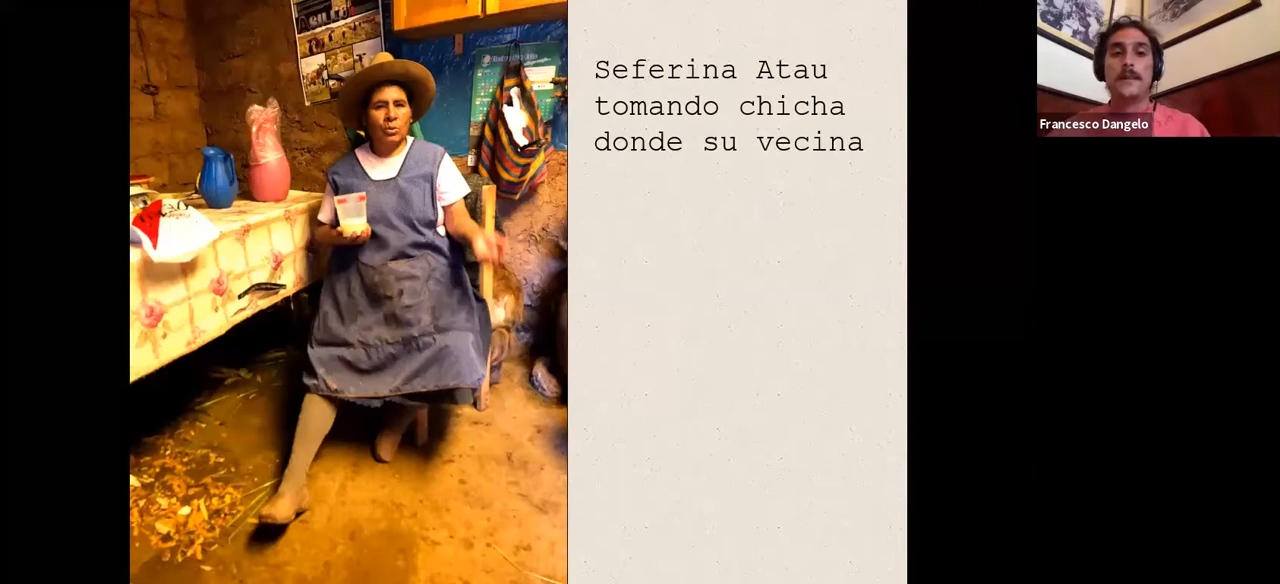 Seferina Atau
tomando chicha
donde su vecina
Francesco Dangelo